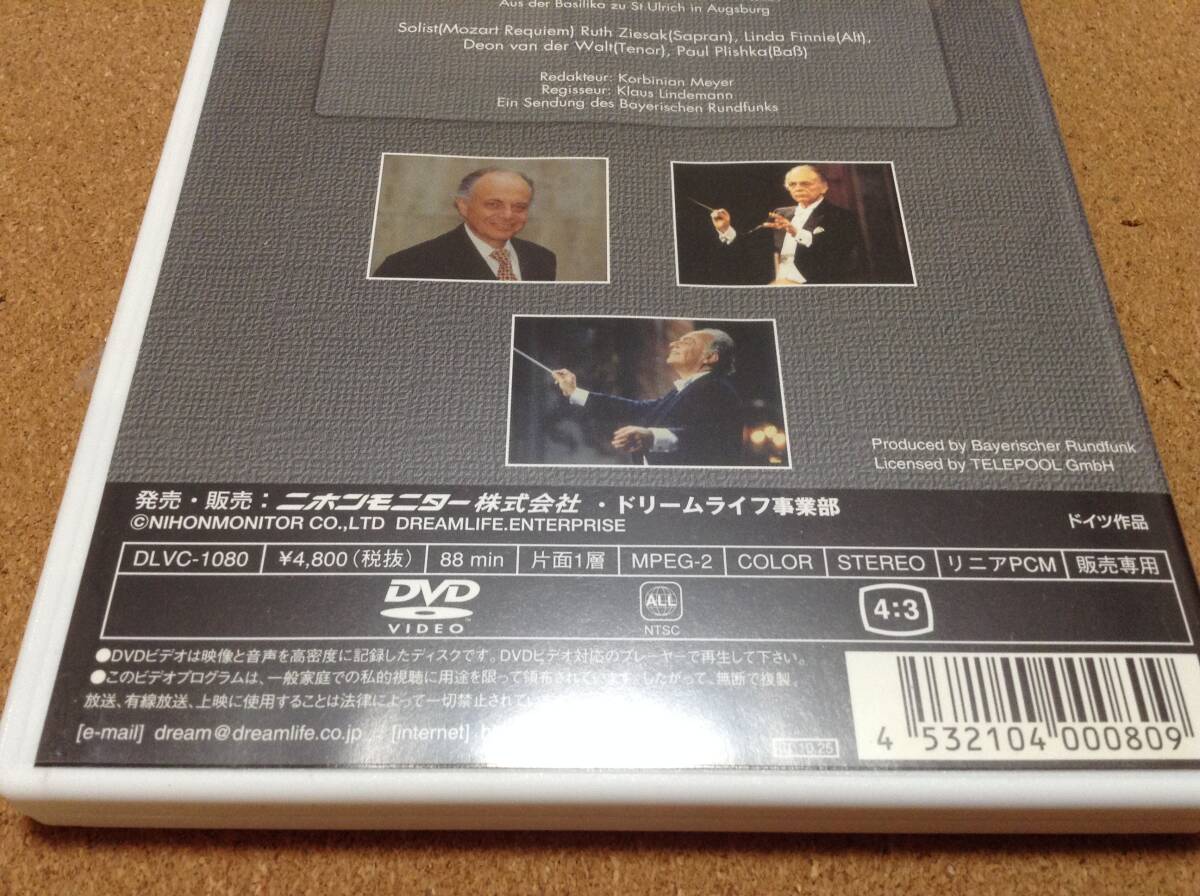 Aus der Basilika zu St.Ulrich in Augsburg
Solist(Mozart Requiem) Ruth Ziesak(Sapran), Linda Finnie(Alt),
Deon van der Walt(Tenor), Paul Plishka(Baß)
Redakteur: Korbinian Meyer
Regisseur: Klaus Lindemann
Ein Sendung des Bayerischen Rundfunks
Produced by Bayerischer Rundfunk
Licensed by TELEPOOL GmbH
発売・販売：ニホンモニター株式会社・ドリームライフ事業部
©NIHONMONITOR CO.,LTD DREAMLIFE.ENTERPRISE
ドイツ作品
DLVC-1080 ¥4,800(税抜) 88 min 片面1層 MPEG-2 COLOR STEREO リニアPCM 販売専用
DVD VIDEO ™
ALL NTSC
4:3
●DVDビデオは映像と音声を高密度に記録したディスクです。DVDビデオ対応のプレーヤーで再生して下さい。
●このビデオプログラムは、一般家庭での私的視聴に用途を限って頒布されています。したがって、無断で複製、
放送、有線放送、上映に使用することは法律によって一切禁止されてい
[e-mail] dream@dreamlife.co.jp [internet]
10.25
4 532104 000809